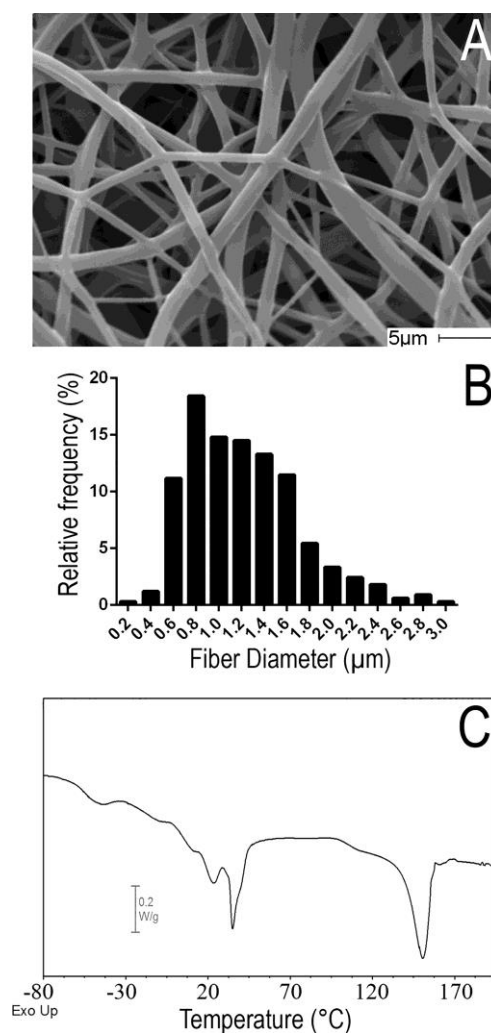 A
5µm
B
Relative frequency (%)
20
15
10
5
0
0.2 0.4 0.6 0.8 1.0 1.2 1.4 1.6 1.8 2.0 2.2 2.4 2.6 2.8 3.0
Fiber Diameter (µm)
C
0.2
W/g
-80 -30 20 70 120 170
Exo Up
Temperature (°C)